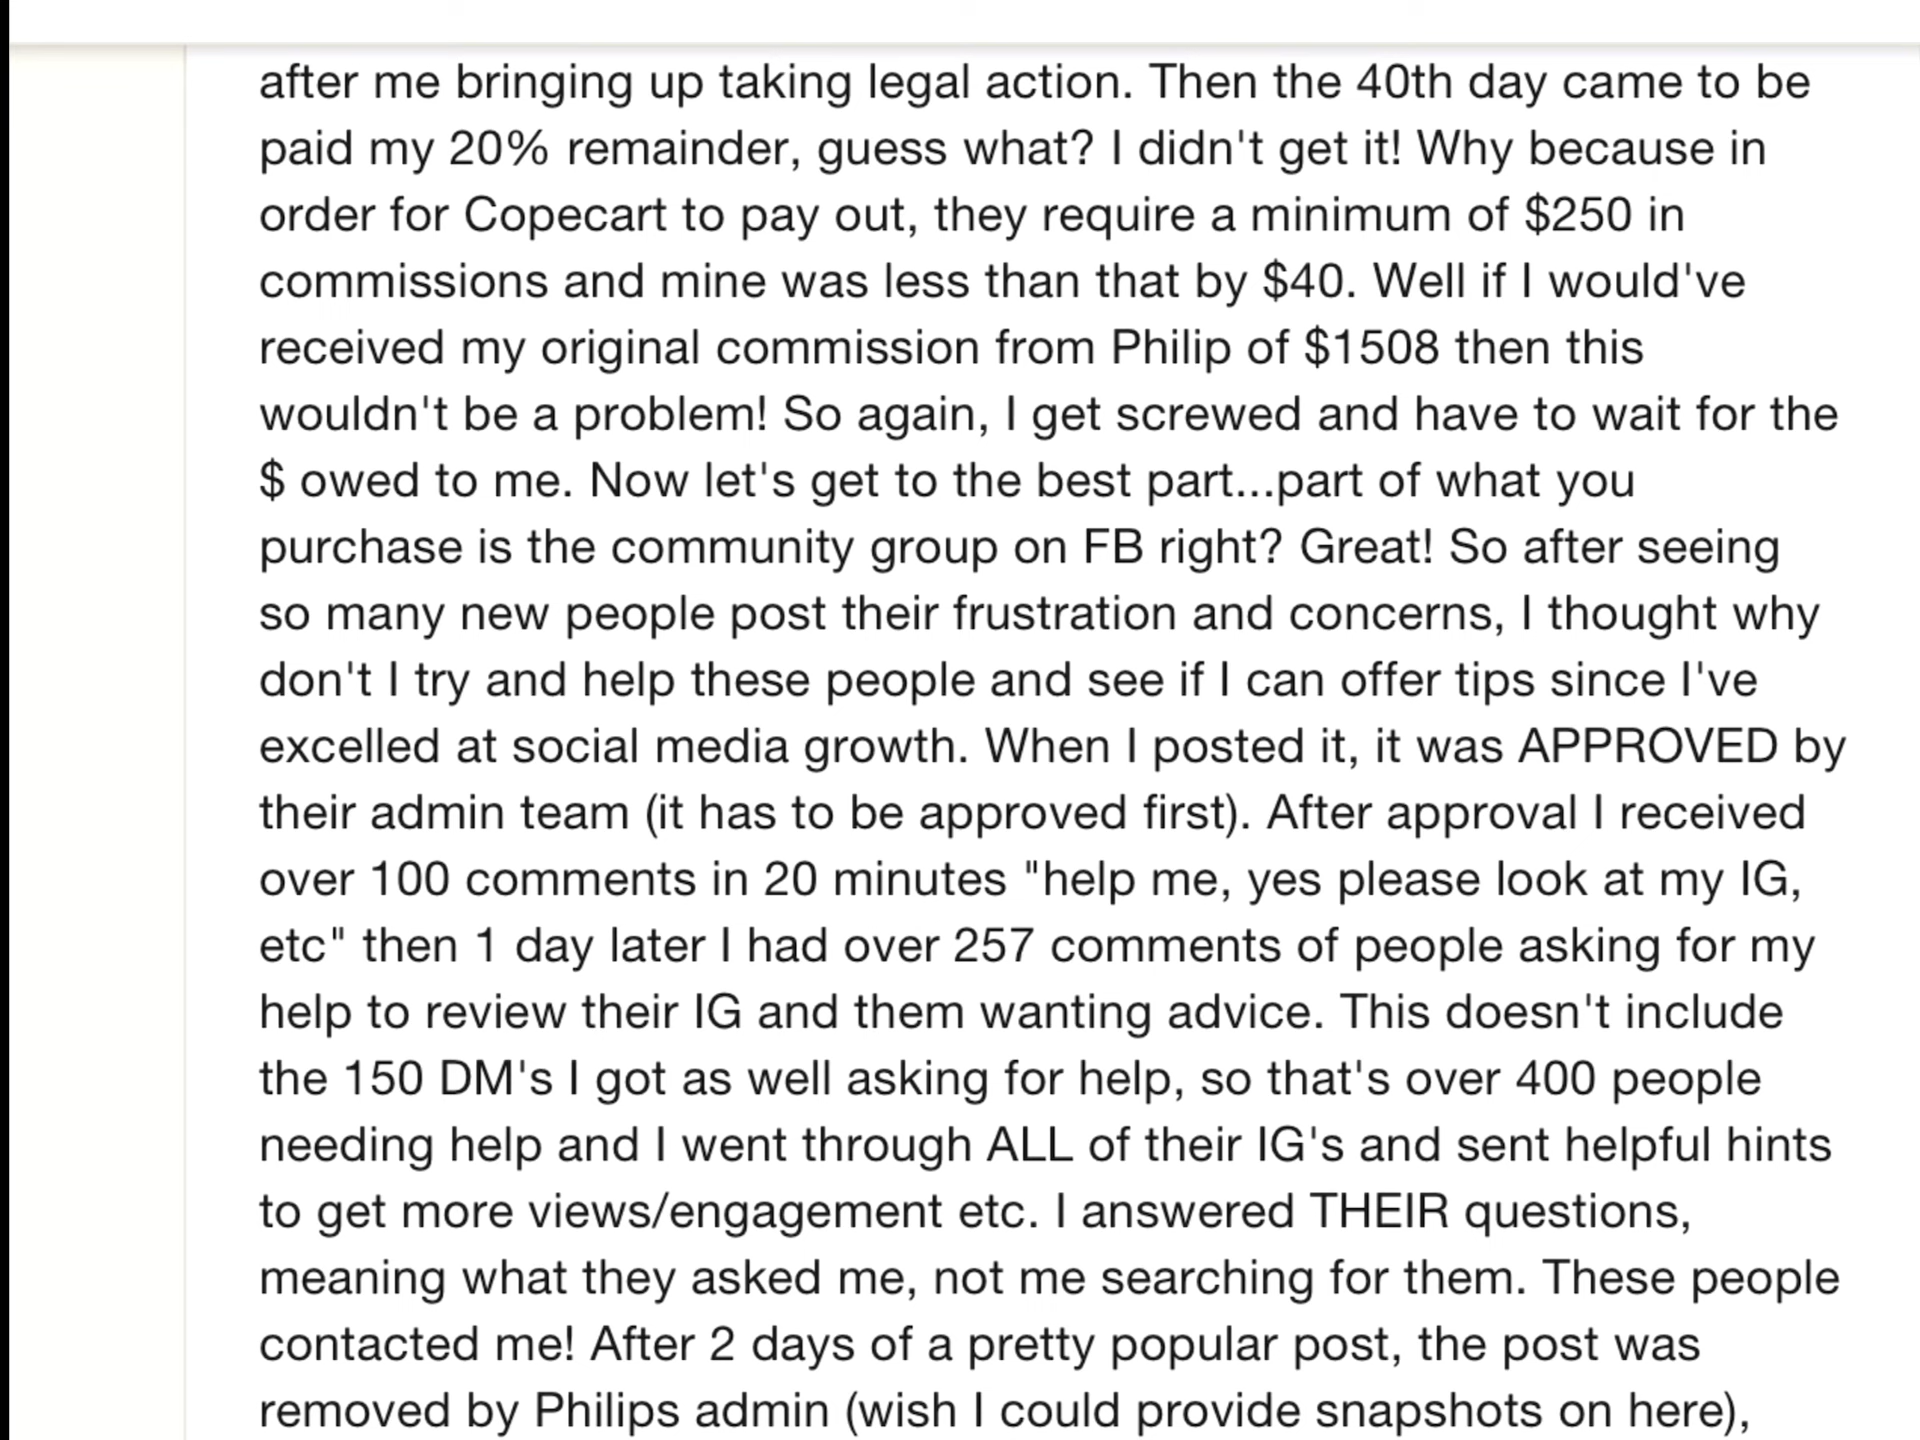 after me bringing up taking legal action. Then the 40th day came to be
paid my 20% remainder, guess what? I didn't get it! Why because in
order for Copecart to pay out, they require a minimum of $250 in
commissions and mine was less than that by $40. Well if I would've
received my original commission from Philip of $1508 then this
wouldn't be a problem! So again, I get screwed and have to wait for the
$ owed to me. Now let's get to the best part...part of what you
purchase is the community group on FB right? Great! So after seeing
so many new people post their frustration and concerns, I thought why
don't I try and help these people and see if I can offer tips since I've
excelled at social media growth. When I posted it, it was APPROVED by
their admin team (it has to be approved first). After approval I received
over 100 comments in 20 minutes "help me, yes please look at my IG,
etc" then 1 day later I had over 257 comments of people asking for my
help to review their IG and them wanting advice. This doesn't include
the 150 DM's I got as well asking for help, so that's over 400 people
needing help and I went through ALL of their IG's and sent helpful hints
to get more views/engagement etc. I answered THEIR questions,
meaning what they asked me, not me searching for them. These people
contacted me! After 2 days of a pretty popular post, the post was
removed by Philips admin (wish I could provide snapshots on here),